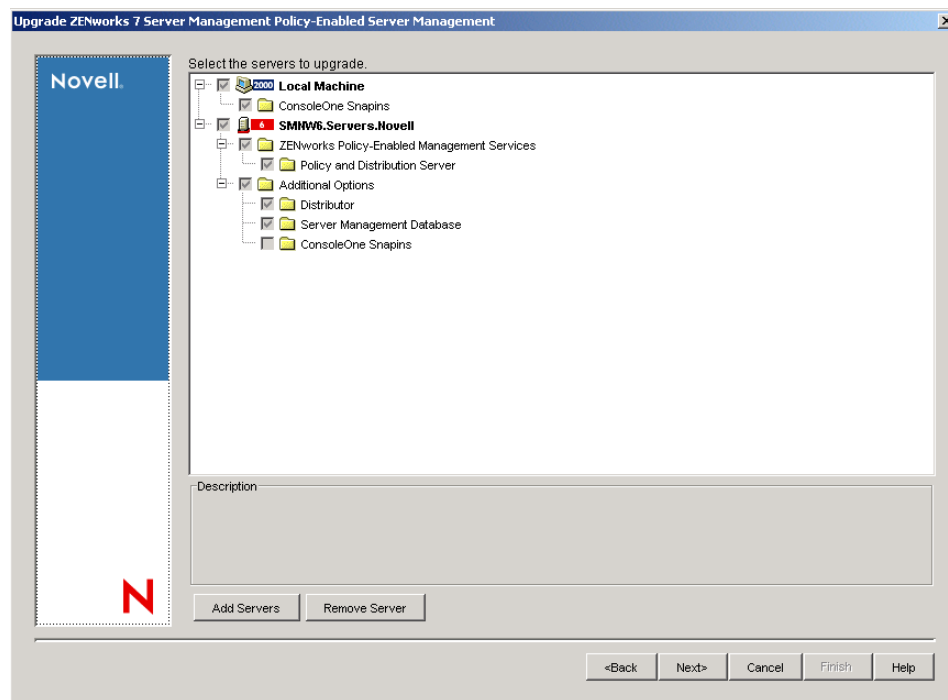 Upgrade ZENworks 7 Server Management Policy-Enabled Server Management
Novell.
Select the servers to upgrade.
2000 Local Machine
ConsoleOne Snapins
6 SMNW6.Servers.Novell
ZENworks Policy-Enabled Management Services
Policy and Distribution Server
Additional Options
Distributor
Server Management Database
ConsoleOne Snapins
Description
N
Add Servers Remove Server
<Back Next> Cancel Finish Help